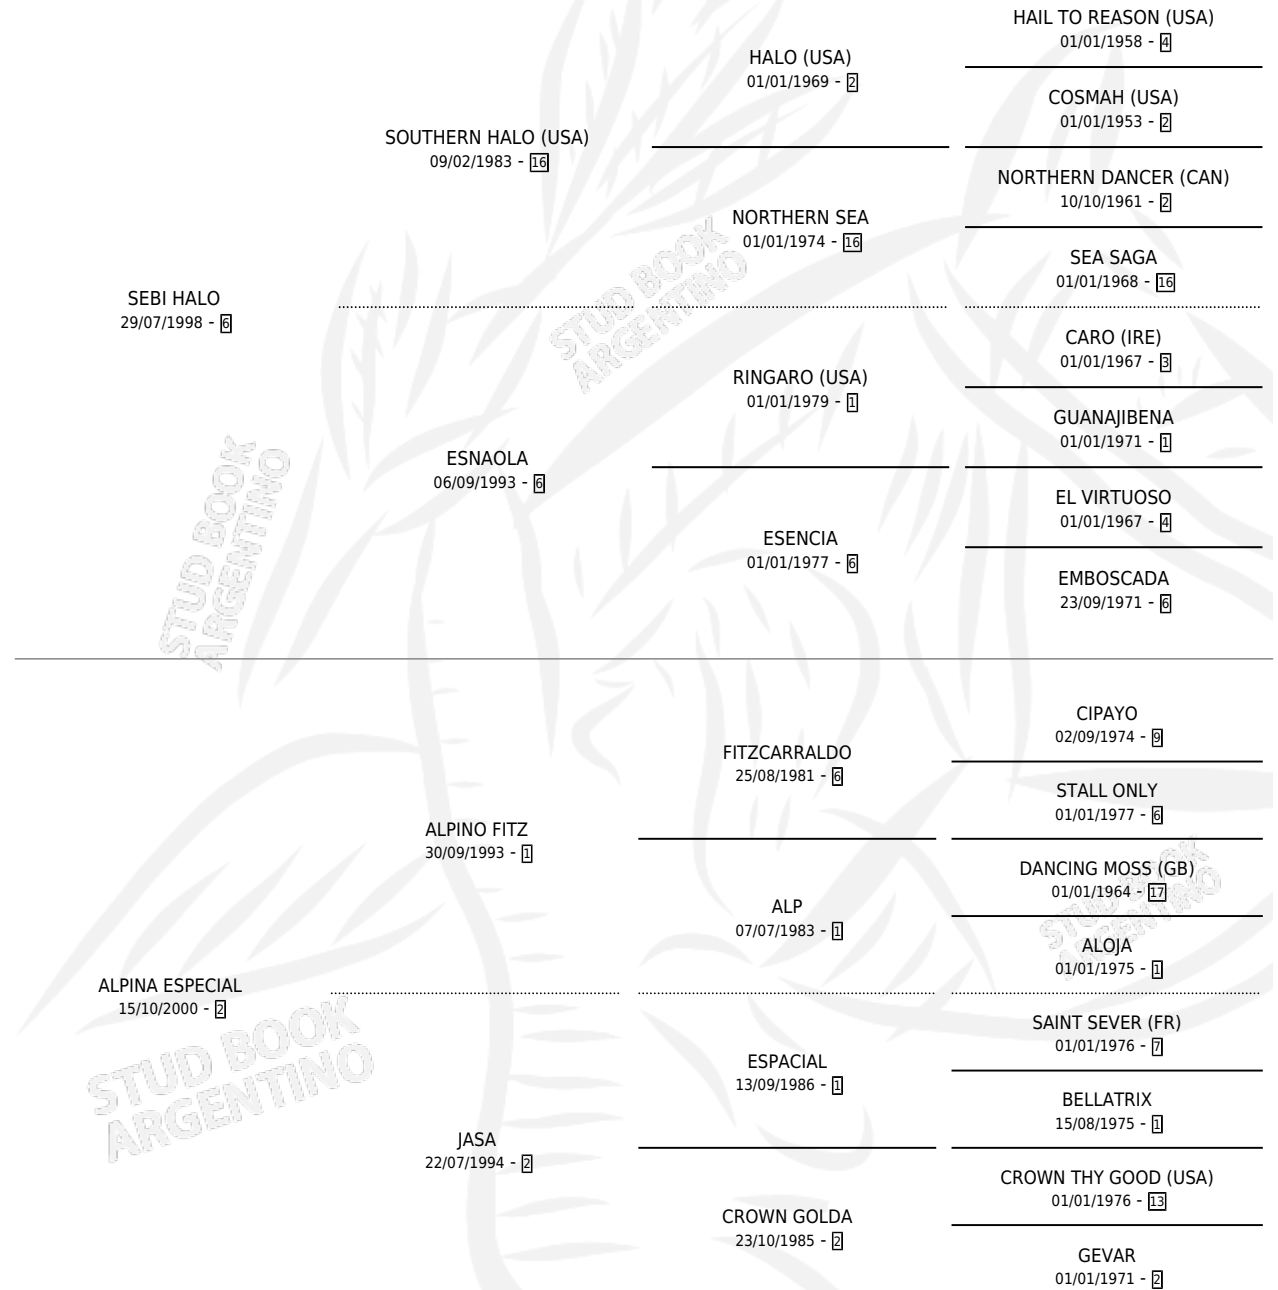 HAIL TO REASON (USA)
01/01/1958 - 4
HALO (USA)
01/01/1969 - 2
COSMAH (USA)
01/01/1953 - 2
SOUTHERN HALO (USA)
09/02/1983 - 16
NORTHERN DANCER (CAN)
10/10/1961 - 2
NORTHERN SEA
01/01/1974 - 16
SEA SAGA
01/01/1968 - 16
SEBI HALO
29/07/1998 - 6
CARO (IRE)
01/01/1967 - 3
RINGARO (USA)
01/01/1979 - 1
GUANAJIBENA
01/01/1971 - 1
ESNAOLA
06/09/1993 - 6
EL VIRTUOSO
01/01/1967 - 4
ESENCIA
01/01/1977 - 6
EMBOSCADA
23/09/1971 - 6
CIPAYO
02/09/1974 - 9
FITZCARRALDO
25/08/1981 - 6
STALL ONLY
01/01/1977 - 6
ALPINO FITZ
30/09/1993 - 1
DANCING MOSS (GB)
01/01/1964 - 17
ALP
07/07/1983 - 1
ALOJA
01/01/1975 - 1
ALPINA ESPECIAL
15/10/2000 - 2
SAINT SEVER (FR)
01/01/1976 - 7
ESPACIAL
13/09/1986 - 1
BELLATRIX
15/08/1975 - 1
JASA
22/07/1994 - 2
CROWN THY GOOD (USA)
01/01/1976 - 13
CROWN GOLDA
23/10/1985 - 2
GEVAR
01/01/1971 - 2
STUD BOOK
ARGENTINO
STUD BOOK
ARGENTINO
STUD BOOK
ARGENTINO
STUD BOOK
ARGENTINO